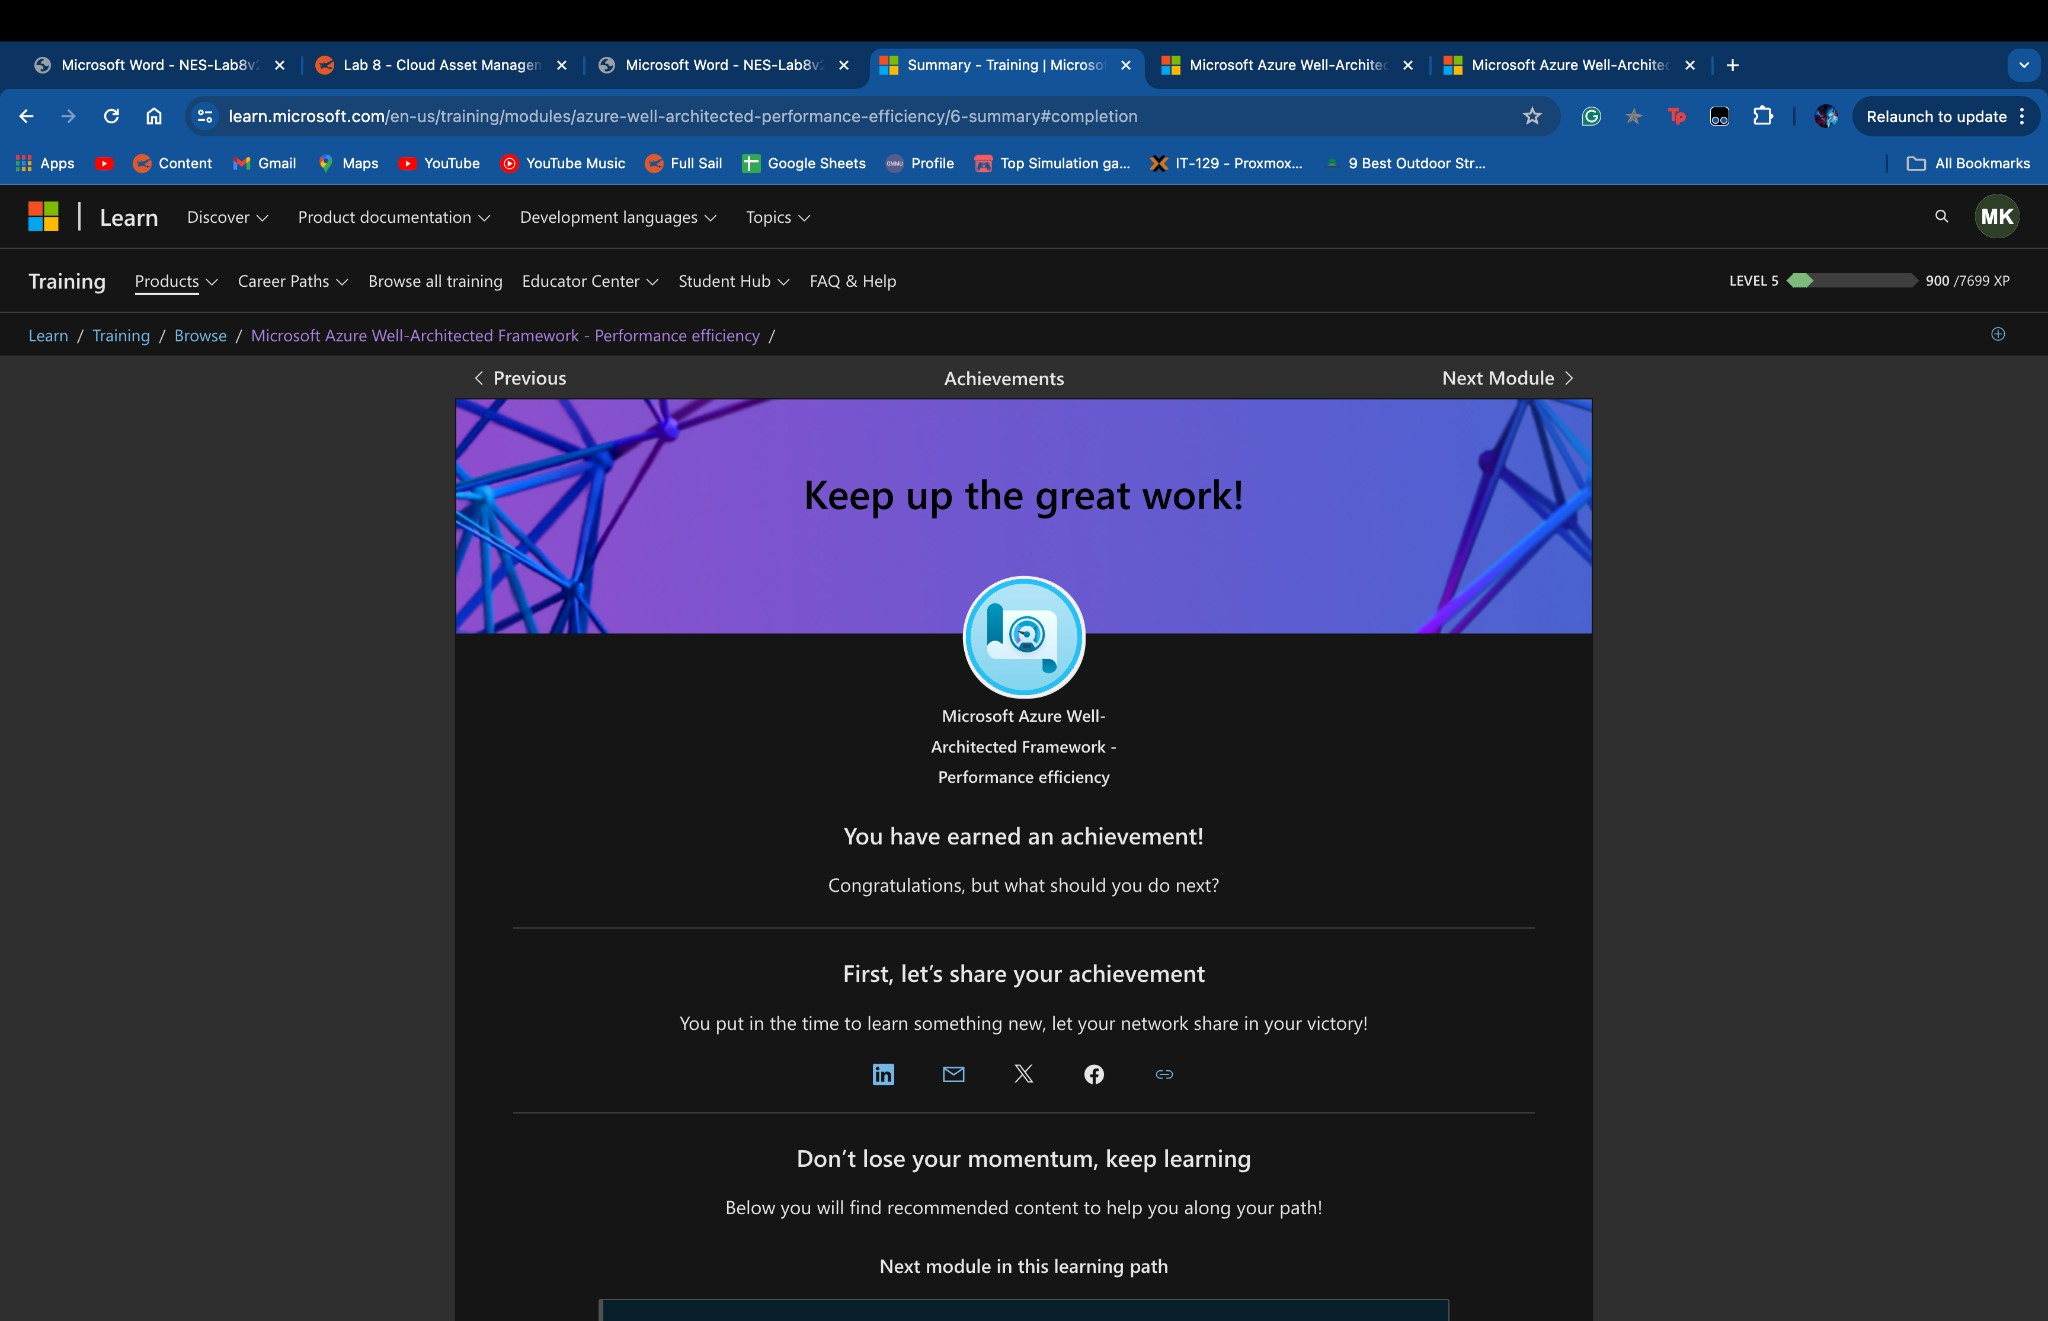 Microsoft Word - NES-Lab8v
Lab 8 - Cloud Asset Managem
Microsoft Word - NES-Lab8v
Summary - Training | Microso
Microsoft Azure Well-Architec
Microsoft Azure Well-Architec
learn.microsoft.com/en-us/training/modules/azure-well-architected-performance-efficiency/6-summary#completion
Tp
Relaunch to update
Apps
Content
Gmail
Maps
YouTube
YouTube Music
Full Sail
Google Sheets
Profile
Top Simulation ga...
IT-129 - Proxmox...
9 Best Outdoor Str...
All Bookmarks
Learn
Discover
Product documentation
Development languages
Topics
MK
Training
Products
Career Paths
Browse all training
Educator Center
Student Hub
FAQ & Help
LEVEL 5
900 /7699 XP
Learn / Training / Browse / Microsoft Azure Well-Architected Framework - Performance efficiency /
Previous
Achievements
Next Module
Keep up the great work!
Microsoft Azure Well-
Architected Framework -
Performance efficiency
You have earned an achievement!
Congratulations, but what should you do next?
First, let’s share your achievement
You put in the time to learn something new, let your network share in your victory!
Don’t lose your momentum, keep learning
Below you will find recommended content to help you along your path!
Next module in this learning path